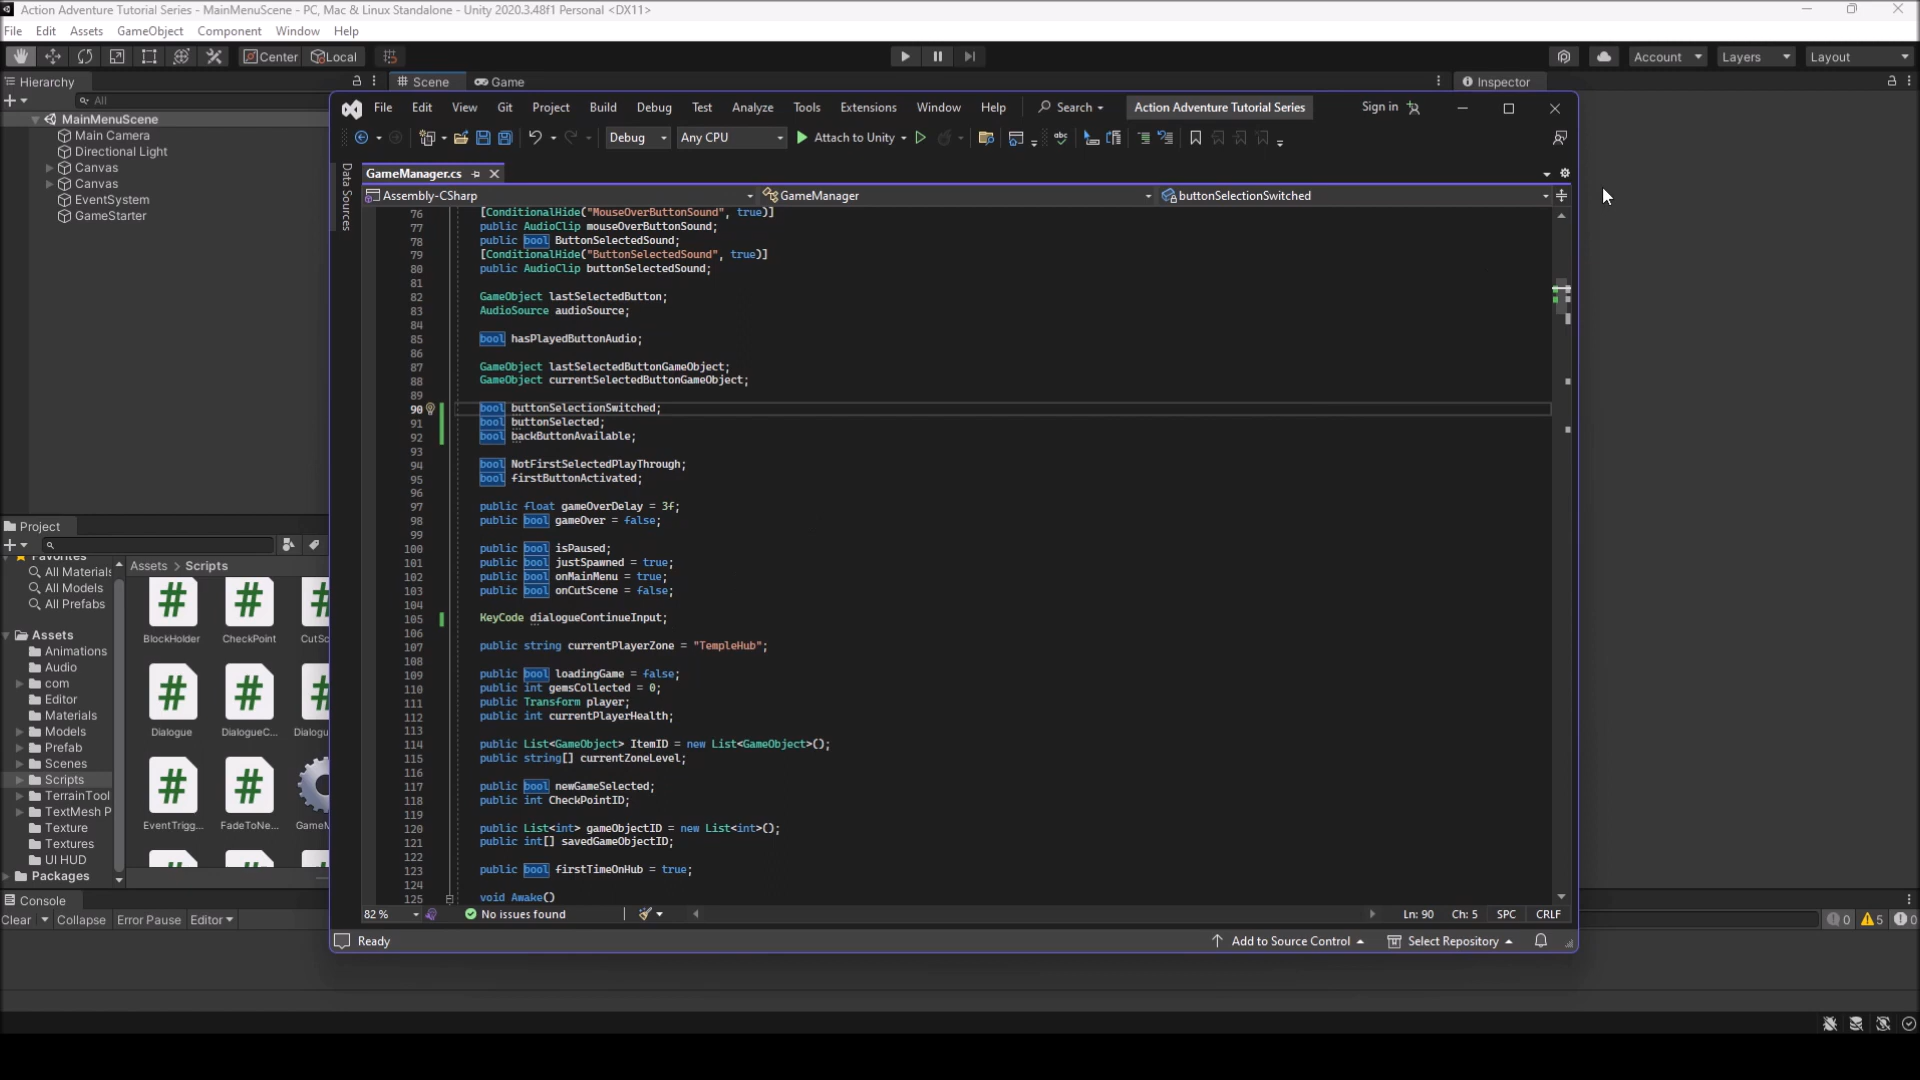 Action Adventure Tutorial Series - MainMenuScene - PC, Mac & Linux Standalone - Unity 2020.3.48f1 Personal <DX11>
File Edit Assets GameObject Component Window Help
Center Local Account Layers Layout
Hierarchy Scene Game Inspector
All
MainMenuScene
Main Camera
Directional Light
Canvas
Canvas
EventSystem
GameStarter
File Edit View Git Project Build Debug Test Analyze Tools Extensions Window Help Search Action Adventure Tutorial Series Sign in
Debug Any CPU Attach to Unity
Data Sources
GameManager.cs
Assembly-CSharp GameManager buttonSelectionSwitched
76 [ConditionalHide("MouseOverButtonSound", true)]
77 public AudioClip mouseOverButtonSound;
78 public bool ButtonSelectedSound;
79 [ConditionalHide("ButtonSelectedSound", true)]
80 public AudioClip buttonSelectedSound;
81
82 GameObject lastSelectedButton;
83 AudioSource audioSource;
84
85 bool hasPlayedButtonAudio;
86
87 GameObject lastSelectedButtonGameObject;
88 GameObject currentSelectedButtonGameObject;
89
90 bool buttonSelectionSwitched;
91 bool buttonSelected;
92 bool backButtonAvailable;
93
94 bool NotFirstSelectedPlayThrough;
95 bool firstButtonActivated;
96
97 public float gameOverDelay = 3f;
98 public bool gameOver = false;
99
100 public bool isPaused;
101 public bool justSpawned = true;
102 public bool onMainMenu = true;
103 public bool onCutScene = false;
104
105 KeyCode dialogueContinueInput;
106
107 public string currentPlayerZone = "TempleHub";
108
109 public bool loadingGame = false;
110 public int gemsCollected = 0;
111 public Transform player;
112 public int currentPlayerHealth;
113
114 public List<GameObject> ItemID = new List<GameObject>();
115 public string[] currentZoneLevel;
116
117 public bool newGameSelected;
118 public int CheckPointID;
119
120 public List<int> gameObjectID = new List<int>();
121 public int[] savedGameObjectID;
122
123 public bool firstTimeOnHub = true;
124
125 void Awake()
82 % No issues found Ln: 90 Ch: 5 SPC CRLF
Ready Add to Source Control Select Repository
Project
Favorites
All Materials
All Models
All Prefabs
Assets
Animations
Audio
com
Editor
Materials
Models
Prefab
Scenes
Scripts
TerrainTool
TextMesh P
Texture
Textures
UI HUD
Packages
Assets > Scripts
BlockHolder CheckPoint CutSc
Dialogue DialogueC... Dialogu
EventTrigg... FadeToNe... GameM
Console
Clear Collapse Error Pause Editor
0 5 0